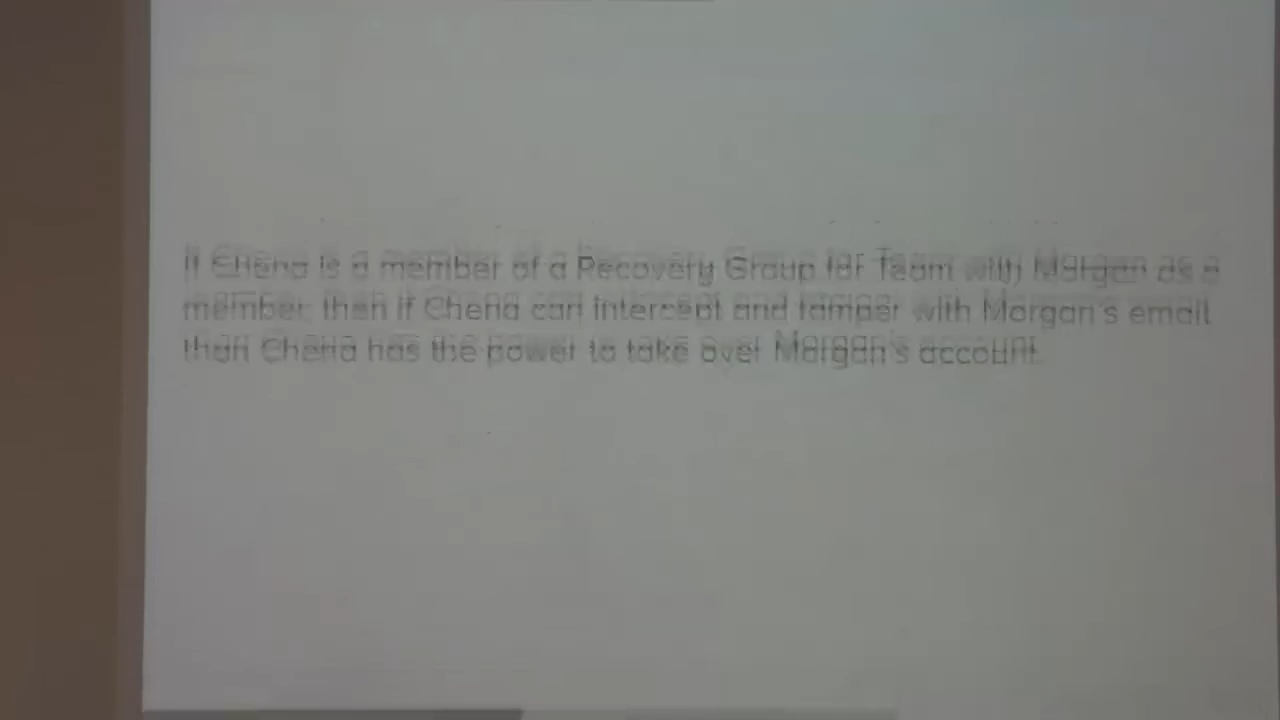 If Chena is a member of a Recovery Group for Team with Morgan as a
member, then if Chena can intercept and tamper with Morgan's email
than Chena has the power to take over Morgan's account.